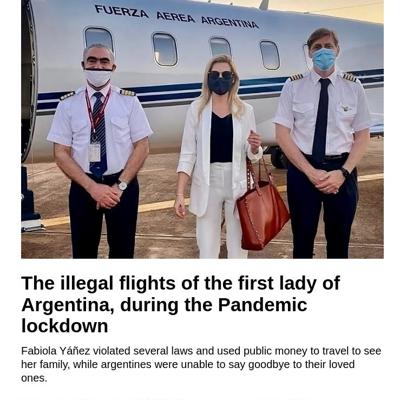 FUERZA AEREA ARGENTINA
The illegal flights of the first lady of
Argentina, during the Pandemic
lockdown
Fabiola Yáñez violated several laws and used public money to travel to see
her family, while argentines were unable to say goodbye to their loved
ones.